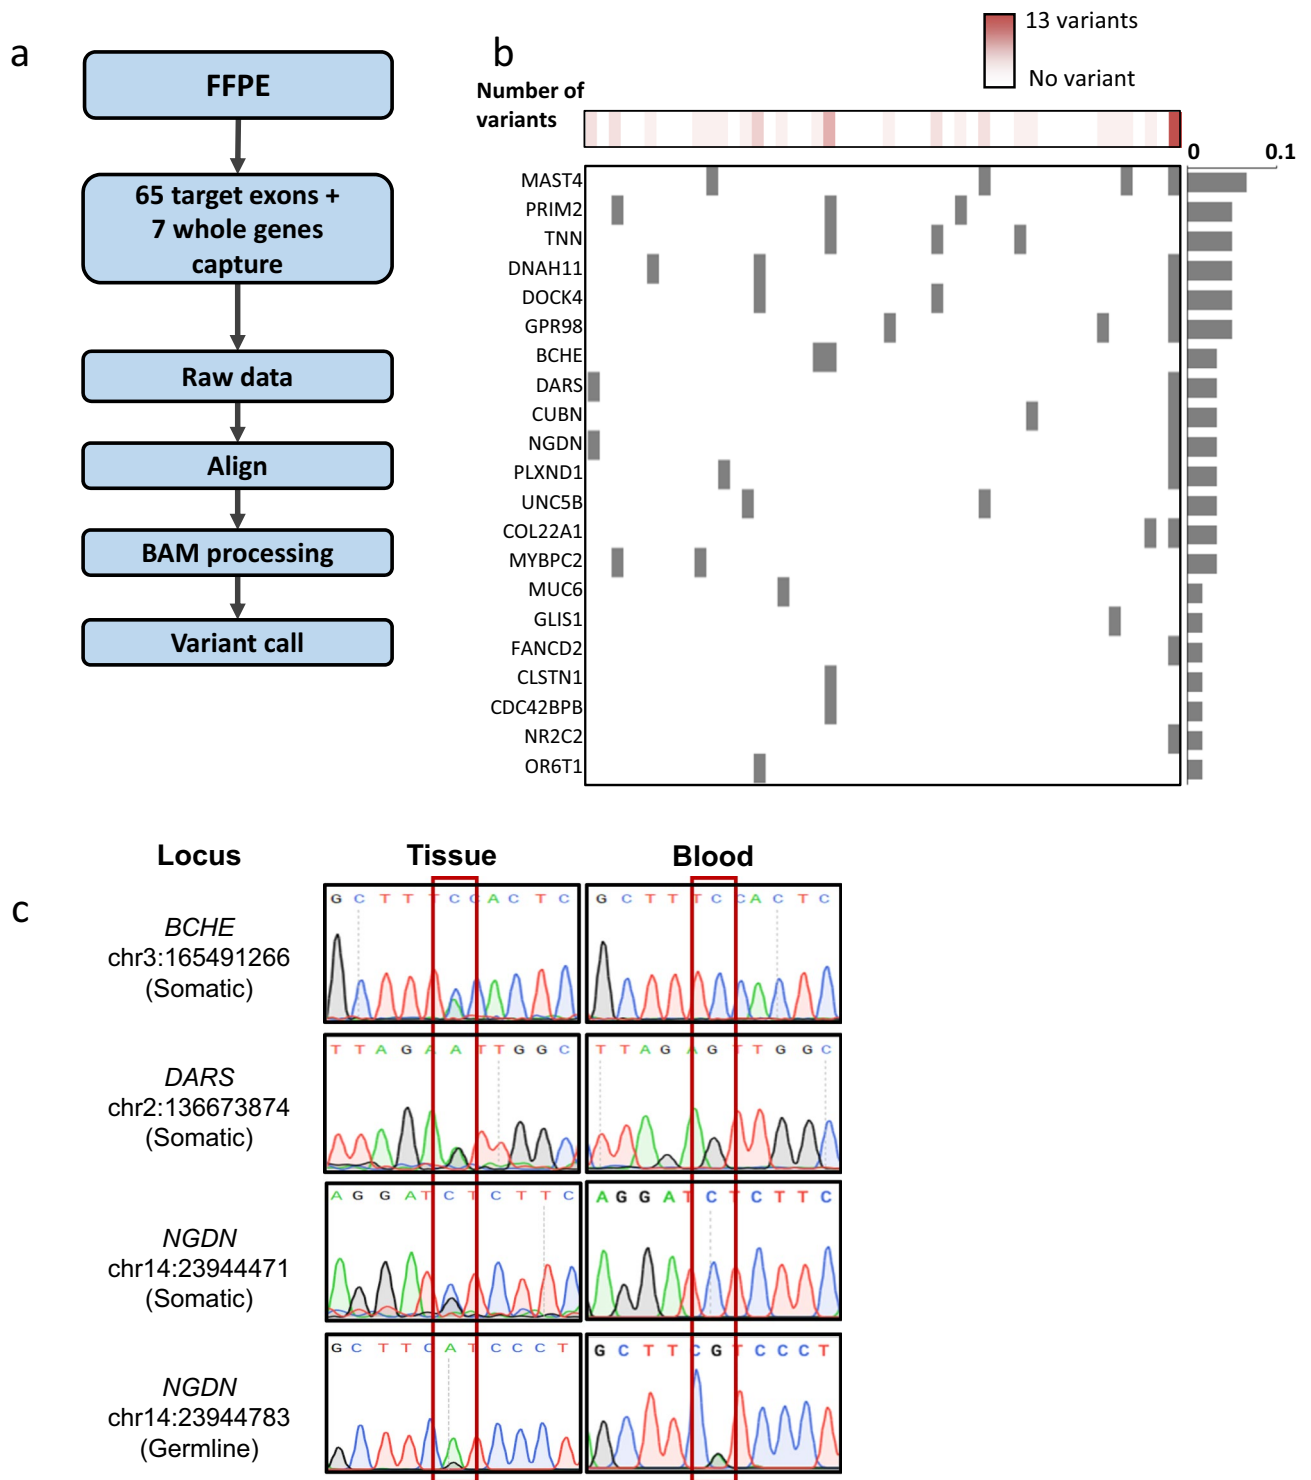 a
FFPE
65 target exons +
7 whole genes
capture
Raw data
Align
BAM processing
Variant call
b
13 variants
No variant
Number of
variants
0 0.1
MAST4
PRIM2
TNN
DNAH11
DOCK4
GPR98
BCHE
DARS
CUBN
NGDN
PLXND1
UNC5B
COL22A1
MYBPC2
MUC6
GLIS1
FANCD2
CLSTN1
CDC42BPB
NR2C2
OR6T1
c
Locus Tissue Blood
BCHE
chr3:165491266
(Somatic)
G C T T T C C A C T C
G C T T T C C A C T C
DARS
chr2:136673874
(Somatic)
T T A G A A T T G G C
T T A G A G T T G G C
NGDN
chr14:23944471
(Somatic)
A G G A T C T C T T C
A G G A T C T C T T C
NGDN
chr14:23944783
(Germline)
G C T T C A T C C C T
G C T T C G T C C C T